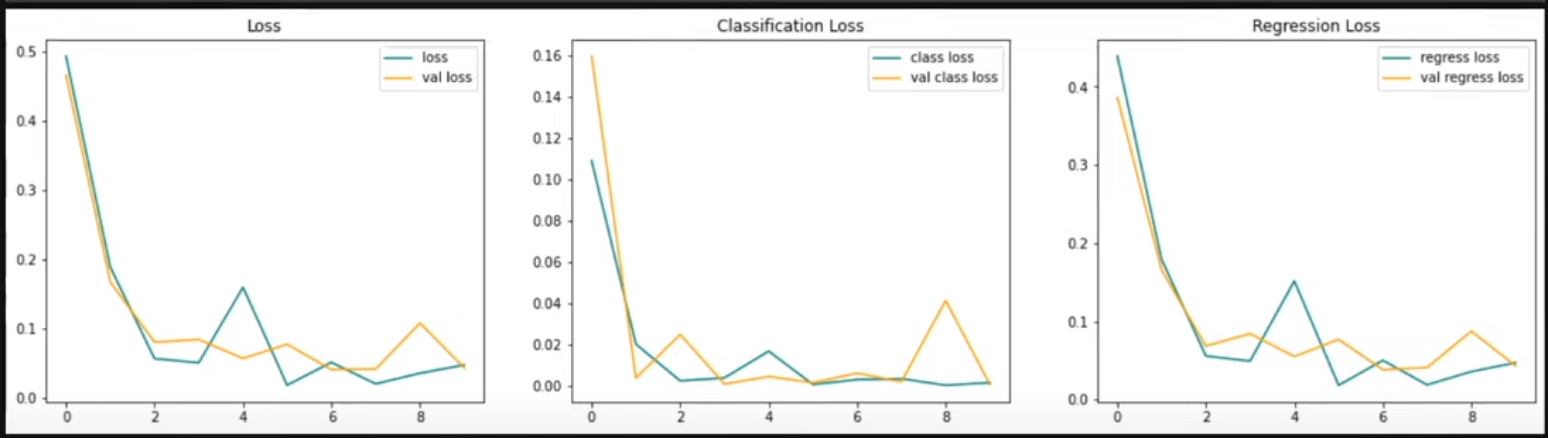 Loss
loss
val loss
0.5
0.4
0.3
0.2
0.1
0.0
0 2 4 6 8
Classification Loss
class loss
val class loss
0.16
0.14
0.12
0.10
0.08
0.06
0.04
0.02
0.00
0 2 4 6 8
Regression Loss
regress loss
val regress loss
0.4
0.3
0.2
0.1
0.0
0 2 4 6 8